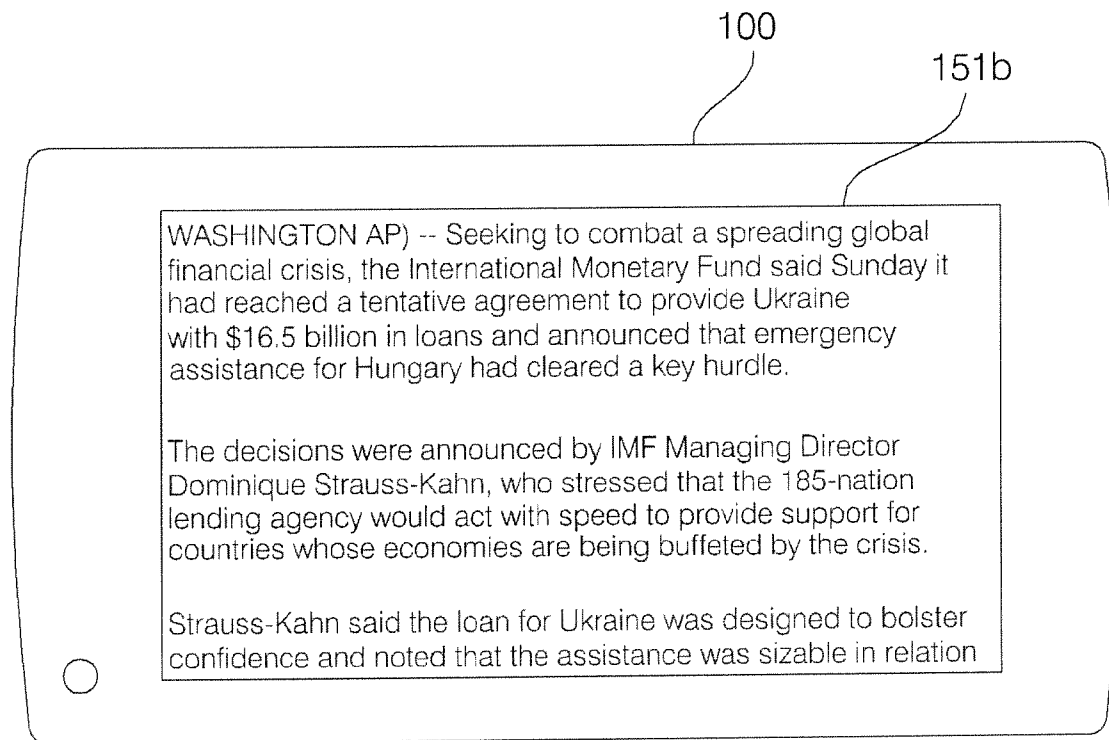 100
151b
WASHINGTON AP) -- Seeking to combat a spreading global
financial crisis, the International Monetary Fund said Sunday it
had reached a tentative agreement to provide Ukraine
with $16.5 billion in loans and announced that emergency
assistance for Hungary had cleared a key hurdle.
The decisions were announced by IMF Managing Director
Dominique Strauss-Kahn, who stressed that the 185-nation
lending agency would act with speed to provide support for
countries whose economies are being buffeted by the crisis.
Strauss-Kahn said the loan for Ukraine was designed to bolster
confidence and noted that the assistance was sizable in relation